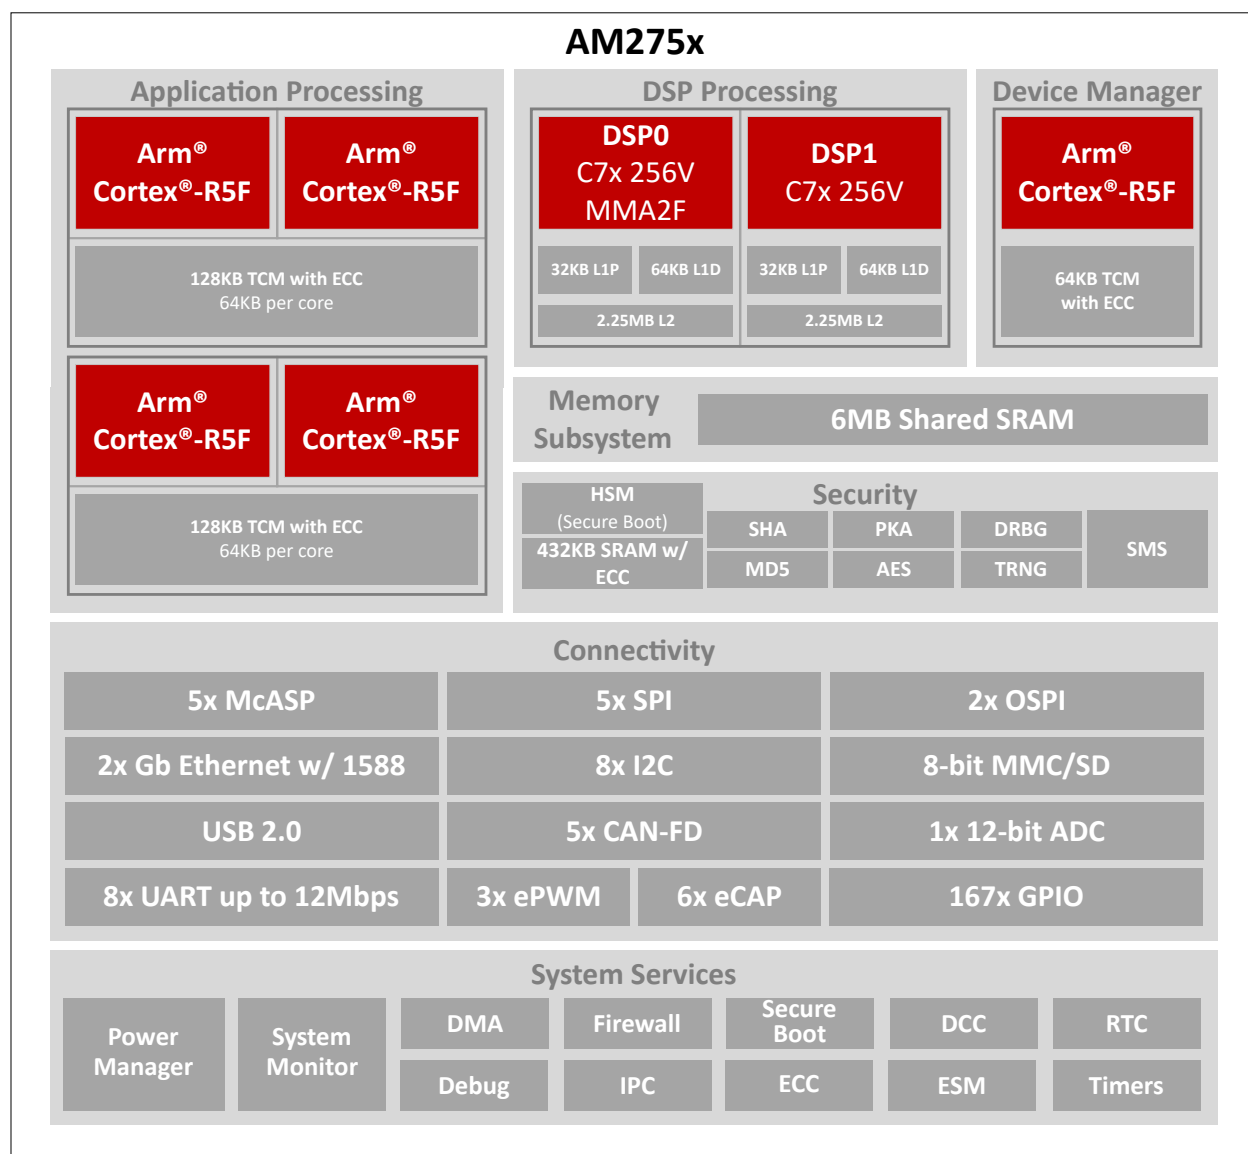 AM275x
Application Processing
Arm®
Cortex®-R5F
Arm®
Cortex®-R5F
128KB TCM with ECC
64KB per core
Arm®
Cortex®-R5F
Arm®
Cortex®-R5F
128KB TCM with ECC
64KB per core
DSP Processing
DSP0
C7x 256V
MMA2F
DSP1
C7x 256V
32KB L1P
64KB L1D
32KB L1P
64KB L1D
2.25MB L2
2.25MB L2
Device Manager
Arm®
Cortex®-R5F
64KB TCM
with ECC
Memory
Subsystem
6MB Shared SRAM
Security
HSM
(Secure Boot)
432KB SRAM w/
ECC
SHA
PKA
DRBG
SMS
MD5
AES
TRNG
Connectivity
5x McASP
5x SPI
2x OSPI
2x Gb Ethernet w/ 1588
8x I2C
8-bit MMC/SD
USB 2.0
5x CAN-FD
1x 12-bit ADC
8x UART up to 12Mbps
3x ePWM
6x eCAP
167x GPIO
System Services
Power
Manager
System
Monitor
DMA
Firewall
Secure
Boot
DCC
RTC
Debug
IPC
ECC
ESM
Timers